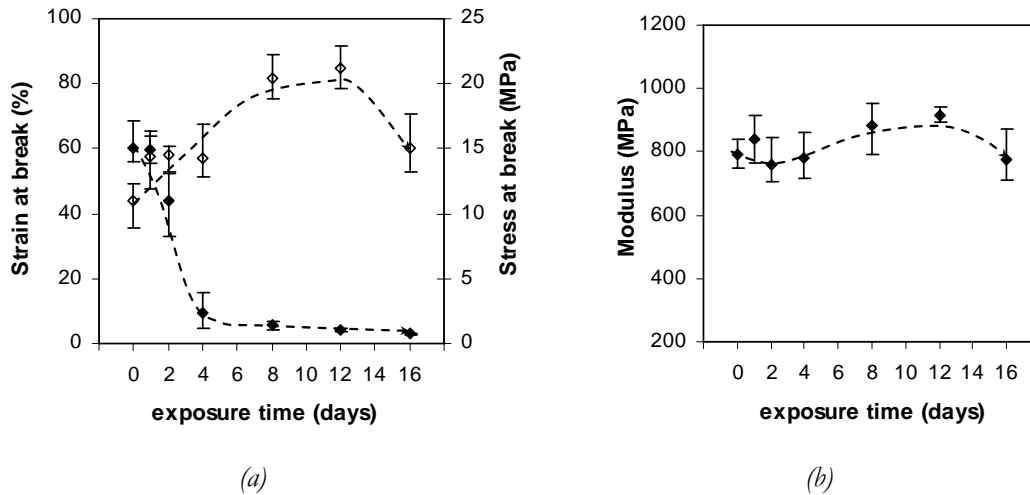 100
80
60
40
20
0
Strain at break (%)
25
20
15
10
5
0
Stress at break (MPa)
0 2 4 6 8 10 12 14 16
exposure time (days)
(a)
1200
1000
800
600
400
200
Modulus (MPa)
0 2 4 6 8 10 12 14 16
exposure time (days)
(b)